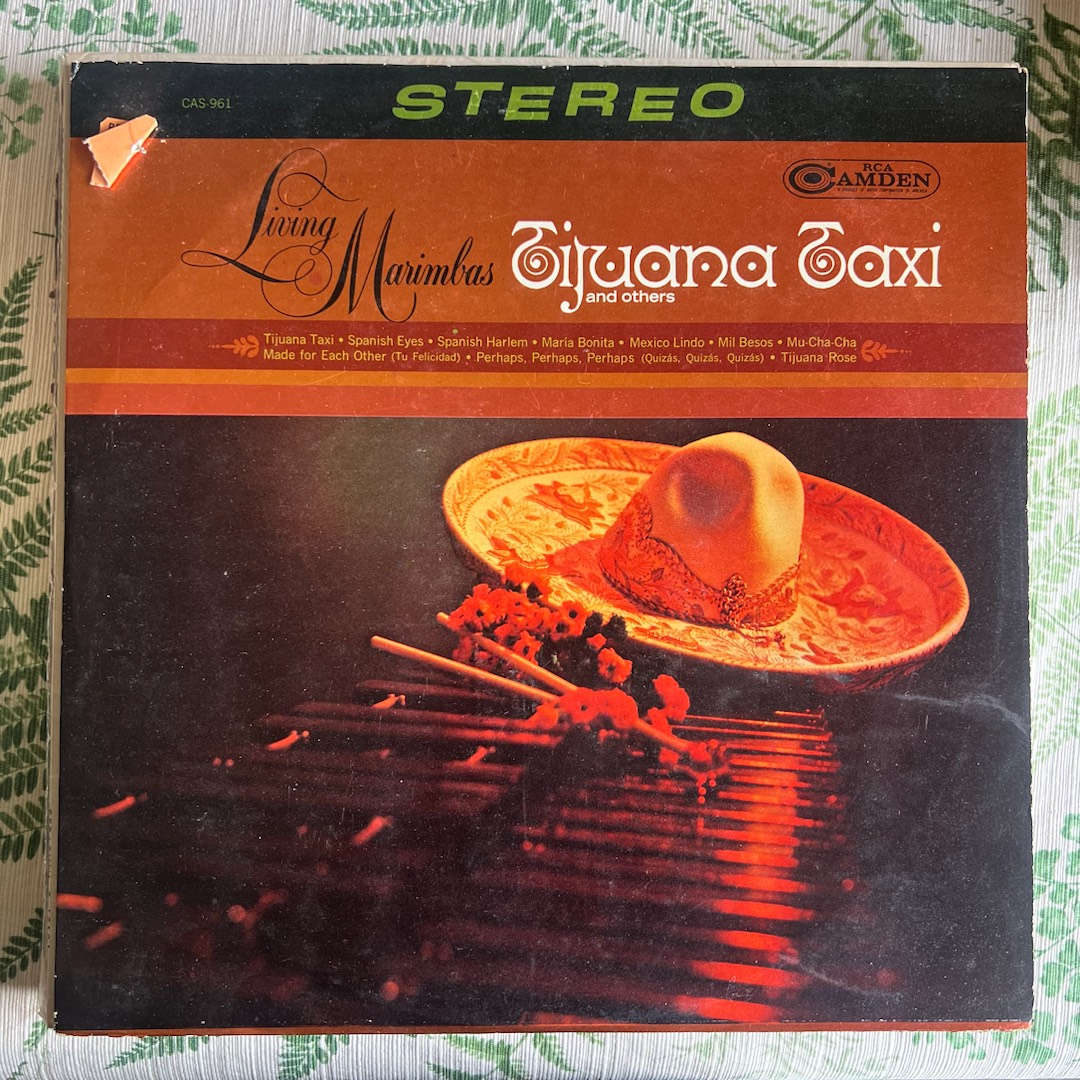 CAS-961
STEREO
RCA
CAMDEN
Living Marimbas
Tijuana Taxi
and others
Tijuana Taxi • Spanish Eyes • Spanish Harlem • María Bonita • Mexico Lindo • Mil Besos • Mu-Cha-Cha
Made for Each Other (Tu Felicidad) • Perhaps, Perhaps, Perhaps (Quizás, Quizás, Quizás) • Tijuana Rose